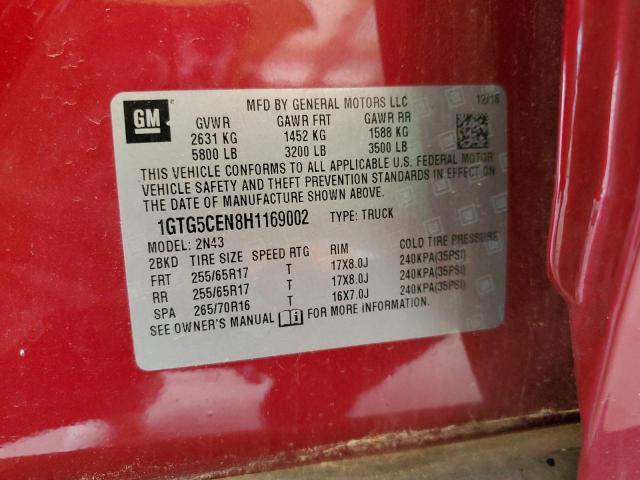 GM
MFD BY GENERAL MOTORS LLC 12/16
GVWR GAWR FRT GAWR RR
2631 KG 1452 KG 1588 KG
5800 LB 3200 LB 3500 LB
THIS VEHICLE CONFORMS TO ALL APPLICABLE U.S. FEDERAL MOTOR
VEHICLE SAFETY AND THEFT PREVENTION STANDARDS IN EFFECT ON
THE DATE OF MANUFACTURE SHOWN ABOVE.
1GTG5CEN8H1169002 TYPE: TRUCK
MODEL: 2N43
2BKD TIRE SIZE SPEED RTG RIM COLD TIRE PRESSURE
FRT 255/65R17 T 17X8.0J 240KPA(35PSI)
RR 255/65R17 T 17X8.0J 240KPA(35PSI)
SPA 265/70R16 T 16X7.0J 240KPA(35PSI)
SEE OWNER'S MANUAL FOR MORE INFORMATION.